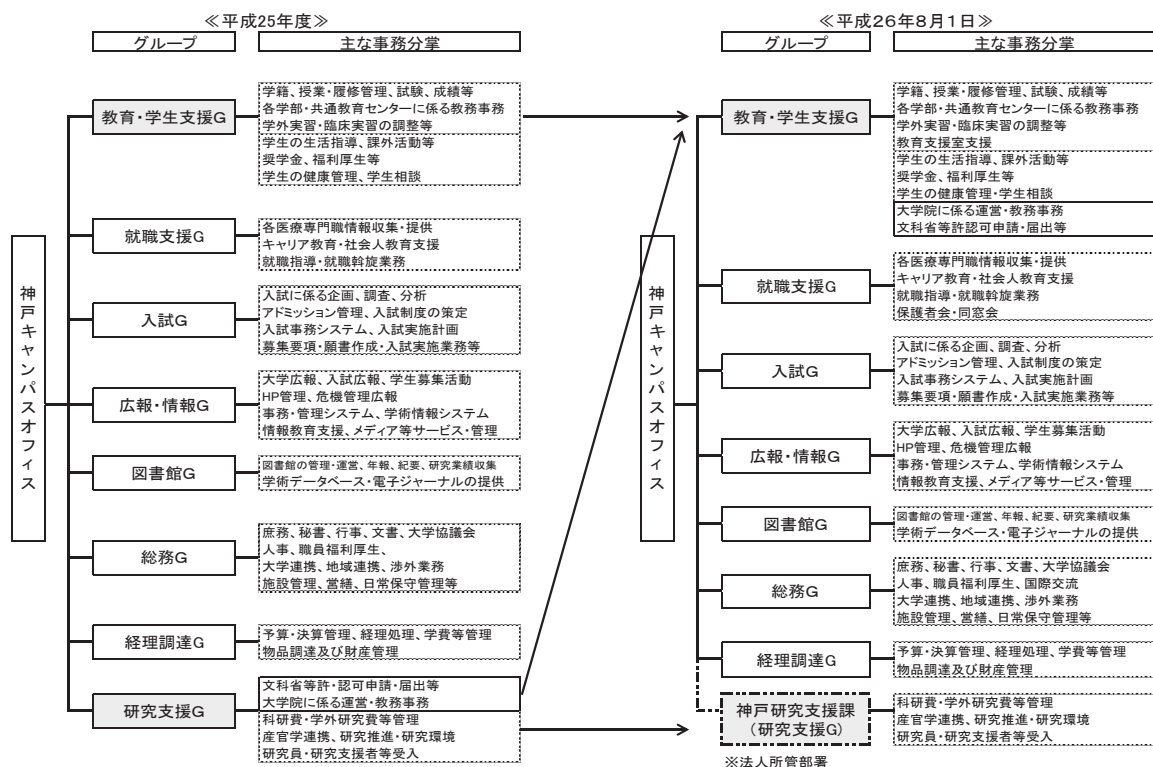 ≪平成25年度≫
グループ
主な事務分掌
神戸キャンパスオフィス
教育・学生支援G
学籍、授業・履修管理、試験、成績等
各学部・共通教育センターに係る教務事務
学外実習・臨床実習の調整等
学生の生活指導、課外活動等
奨学金、福利厚生等
学生の健康管理、学生相談
就職支援G
各医療専門職情報収集・提供
キャリア教育・社会人教育支援
就職指導・就職斡旋業務
入試G
入試に係る企画、調査、分析
アドミッション管理、入試制度の策定
入試事務システム、入試実施計画
募集要項・願書作成・入試実施業務等
広報・情報G
大学広報、入試広報、学生募集活動
HP管理、危機管理広報
事務・管理システム、学術情報システム
情報教育支援、メディア等サービス・管理
図書館G
図書館の管理・運営、年報、紀要、研究業績収集
学術データベース・電子ジャーナルの提供
総務G
庶務、秘書、行事、文書、大学協議会
人事、職員福利厚生、
大学連携、地域連携、渉外業務
施設管理、営繕、日常保守管理等
経理調達G
予算・決算管理、経理処理、学費等管理
物品調達及び財産管理
研究支援G
文科省等許・認可申請・届出等
大学院に係る運営・教務事務
科研費・学外研究費等管理
産官学連携、研究推進・研究環境
研究員・研究支援者等受入
≪平成26年8月1日≫
グループ
主な事務分掌
神戸キャンパスオフィス
教育・学生支援G
学籍、授業・履修管理、試験、成績等
各学部・共通教育センターに係る教務事務
学外実習・臨床実習の調整等
教育支援室支援
学生の生活指導、課外活動等
奨学金、福利厚生等
学生の健康管理・学生相談
大学院に係る運営・教務事務
文科省等許認可申請・届出等
就職支援G
各医療専門職情報収集・提供
キャリア教育・社会人教育支援
就職指導・就職斡旋業務
保護者会・同窓会
入試G
入試に係る企画、調査、分析
アドミッション管理、入試制度の策定
入試事務システム、入試実施計画
募集要項・願書作成・入試実施業務等
広報・情報G
大学広報、入試広報、学生募集活動
HP管理、危機管理広報
事務・管理システム、学術情報システム
情報教育支援、メディア等サービス・管理
図書館G
図書館の管理・運営、年報、紀要、研究業績収集
学術データベース・電子ジャーナルの提供
総務G
庶務、秘書、行事、文書、大学協議会
人事、職員福利厚生、国際交流
大学連携、地域連携、渉外業務
施設管理、営繕、日常保守管理等
経理調達G
予算・決算管理、経理処理、学費等管理
物品調達及び財産管理
神戸研究支援課
(研究支援G)
科研費・学外研究費等管理
産官学連携、研究推進・研究環境
研究員・研究支援者等受入
※法人所管部署